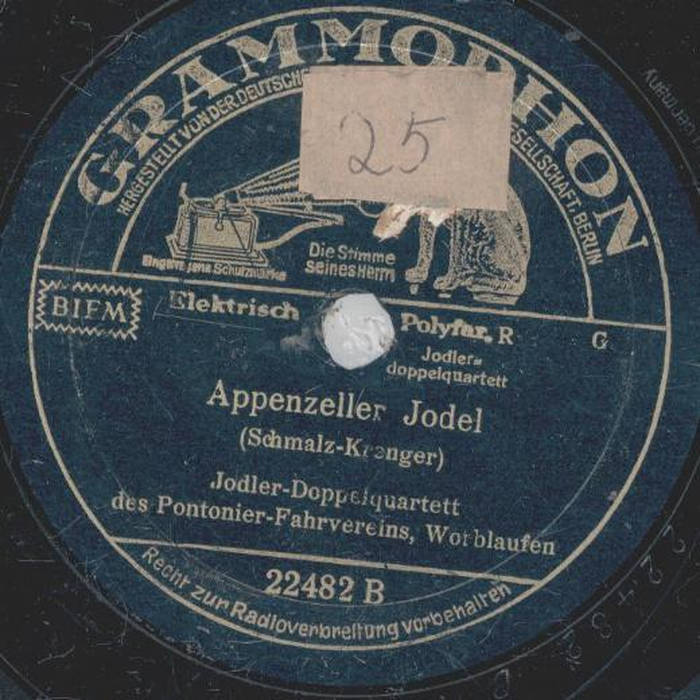 GRAMMOPHON
HERGESTELLT VON DER DEUTSCHE
GESELLSCHAFT, BERLIN
25
Die Stimme
seines Herrn
Eingetragene Schutzmarke
BIEM
Elektrisch
Polyfar. R
G
Jodler=
doppelquartett
Appenzeller Jodel
(Schmalz-Krenger)
Jodler-Doppelquartett
des Pontonier-Fahrvereins, Worblaufen
22482 B
Recht zur Radioverbreitung vorbehalten